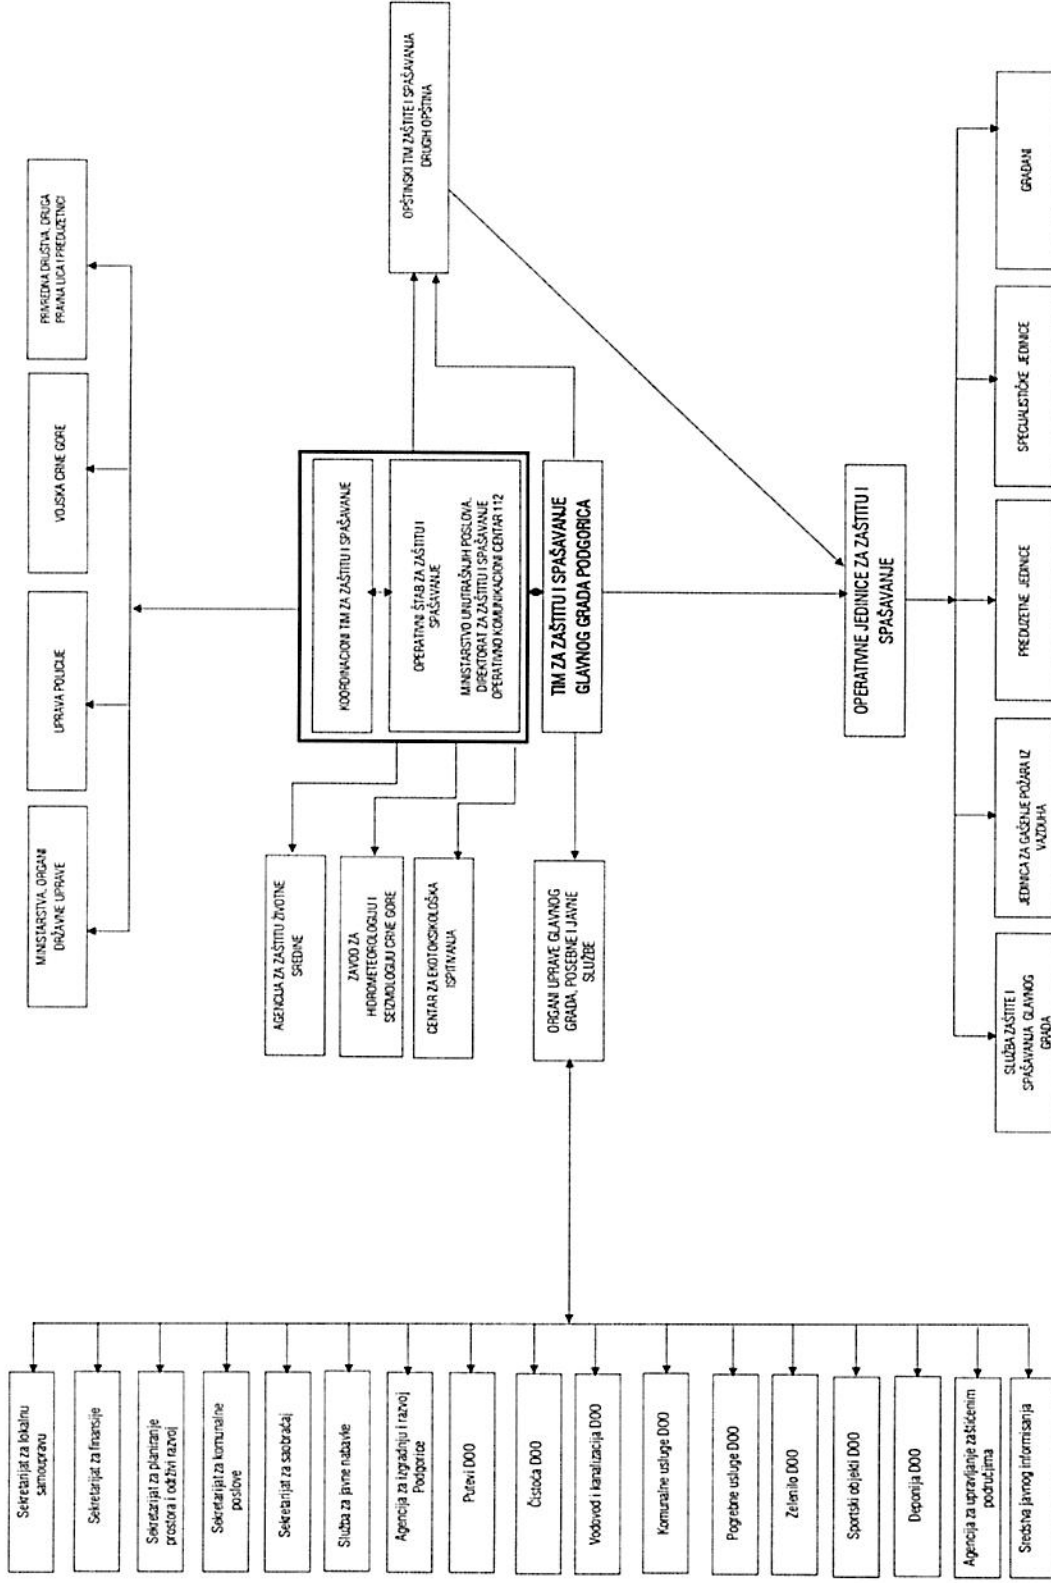 MINISTARSTVA, ORGANI
DRŽAVNE UPRAVE
UPRAVA POLICIJE
VOJSKA CRNE GORE
PRIVREDNA DRUŠTVA, DRUGA
PRAVNA LICA I PREDUZETNICI
KOORDINACIONI TIM ZA ZAŠTITU I SPAŠAVANJE
OPERATIVNI ŠTAB ZA ZAŠTITU I
SPAŠAVANJE
MINISTARSTVO UNUTRAŠNJIH POSLOVA,
DIREKTORAT ZA ZAŠTITU I SPAŠAVANJE
OPERATIVNO KOMUNIKACIONI CENTAR 112
OPŠTINSKI TIM ZAŠTITE I SPAŠAVANJA
DRUGIH OPŠTINA
AGENCIJA ZA ZAŠTITU ŽIVOTNE
SREDINE
ZAVOD ZA
HIDROMETEOROLOGIJU I
SEIZMOLOGIJU CRNE GORE
CENTAR ZA EKOTOKSIKOLOŠKA
ISPITIVANJA
TIM ZA ZAŠTITU I SPAŠAVANJE
GLAVNOG GRADA PODGORICA
ORGANI UPRAVE GLAVNOG
GRADA, POSEBNE I JAVNE
SLUŽBE
Sekretarijat za lokalnu
samoupravu
Sekretarijat za finansije
Sekretarijat za planiranje
prostora i održivi razvoj
Sekretarijat za komunalne
poslove
Sekretarijat za saobraćaj
Služba za javne nabavke
Agencija za izgradnju i razvoj
Podgorice
Putevi DOO
Čistoća DOO
Vodovod i kanalizacija DOO
Komunalne usluge DOO
Pogrebne usluge DOO
Zelenilo DOO
Sportski objekti DOO
Deponija DOO
Agencija za upravljanje zaštićenim
područjima
Sredstva javnog informisanja
OPERATIVNE JEDINICE ZA ZAŠTITU I
SPAŠAVANJE
SLUŽBA ZAŠTITE I
SPAŠAVANJA GLAVNOG
GRADA
JEDINICA ZA GAŠENJE POŽARA IZ
VAZDUHA
PREDUZETNE JEDINICE
SPECIJALISTIČKE JEDINICE
GRAĐANI